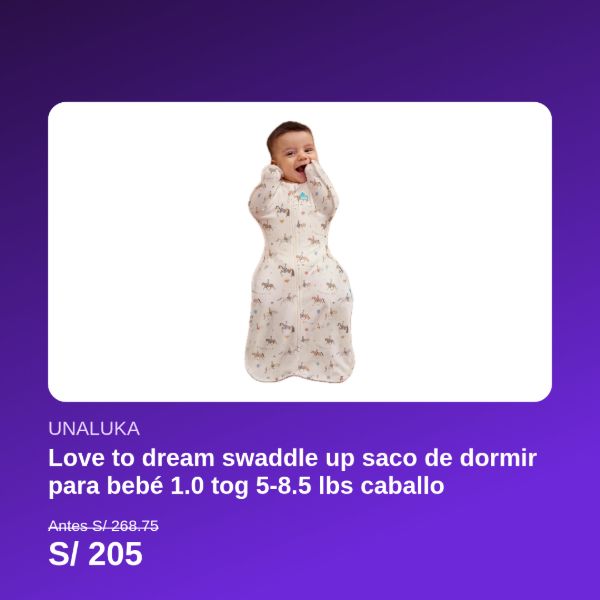 UNALUKA
Love to dream swaddle up saco de dormir
para bebé 1.0 tog 5-8.5 lbs caballo
Antes S/ 268.75
S/ 205